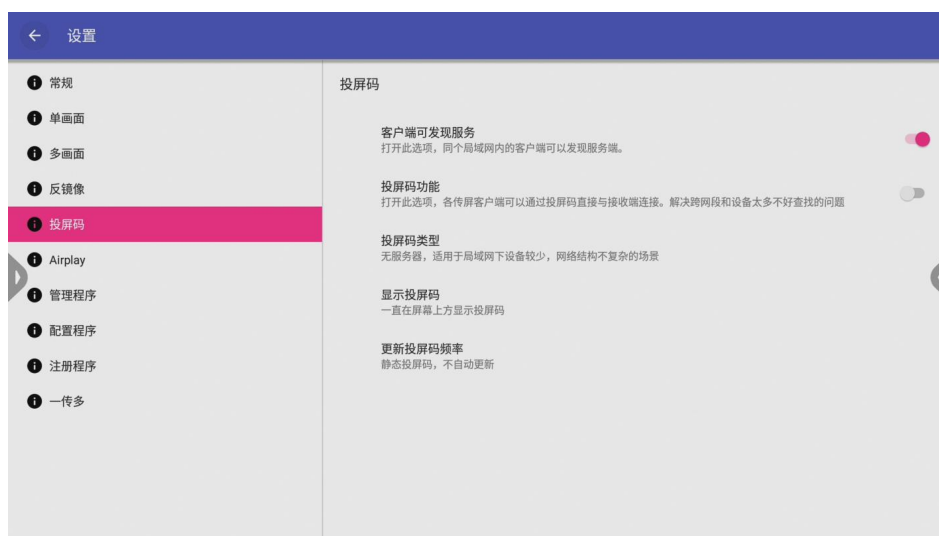 设置
常规
单画面
多画面
反镜像
投屏码
Airplay
管理程序
配置程序
注册程序
一传多
投屏码
客户端可发现服务
打开此选项，同个局域网内的客户端可以发现服务端。
投屏码功能
打开此选项，各传屏客户端可以通过投屏码直接与接收端连接。解决跨网段和设备太多不好查找的问题
投屏码类型
无服务器，适用于局域网下设备较少，网络结构不复杂的场景
显示投屏码
一直在屏幕上方显示投屏码
更新投屏码频率
静态投屏码，不自动更新